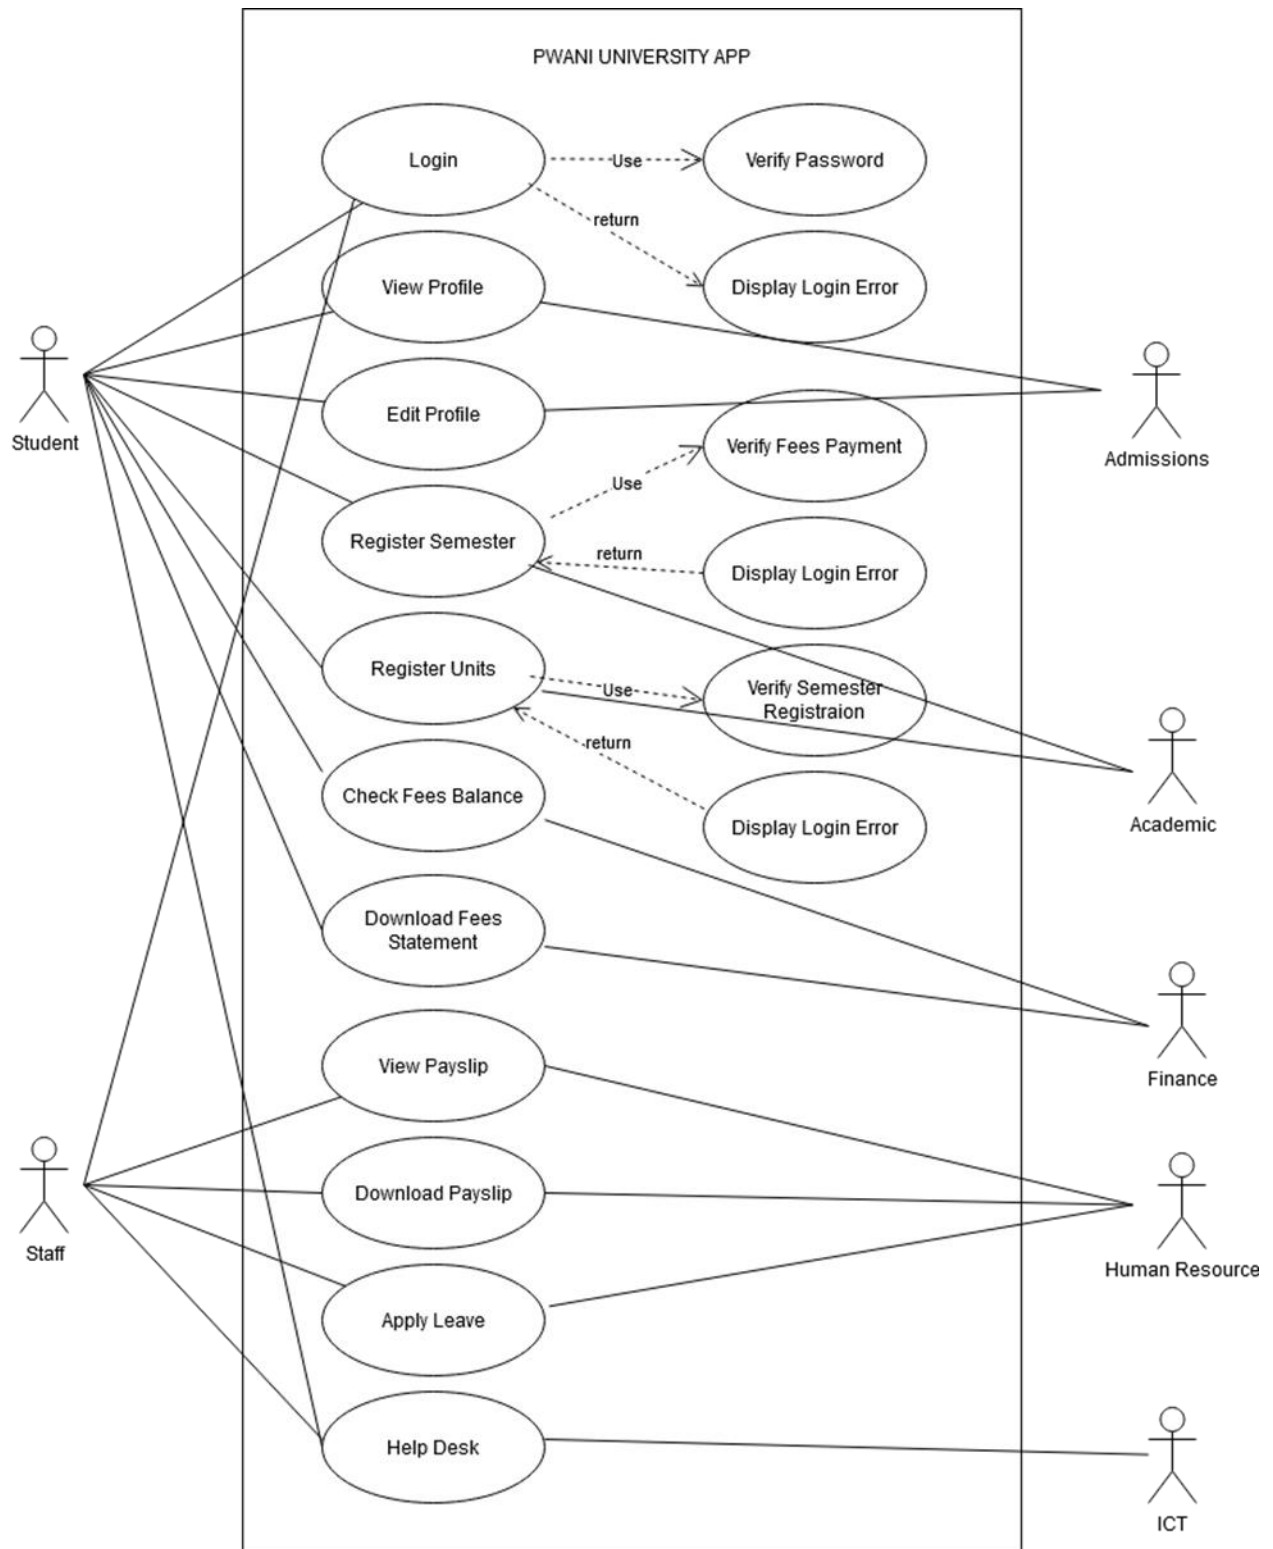 PWANI UNIVERSITY APP
Login
Use
Verify Password
return
View Profile
Display Login Error
Student
Edit Profile
Verify Fees Payment
Admissions
Use
Register Semester
return
Display Login Error
Register Units
Use
Verify Semester
Registraion
return
Check Fees Balance
Display Login Error
Academic
Download Fees
Statement
View Payslip
Finance
Download Payslip
Staff
Human Resource
Apply Leave
Help Desk
ICT